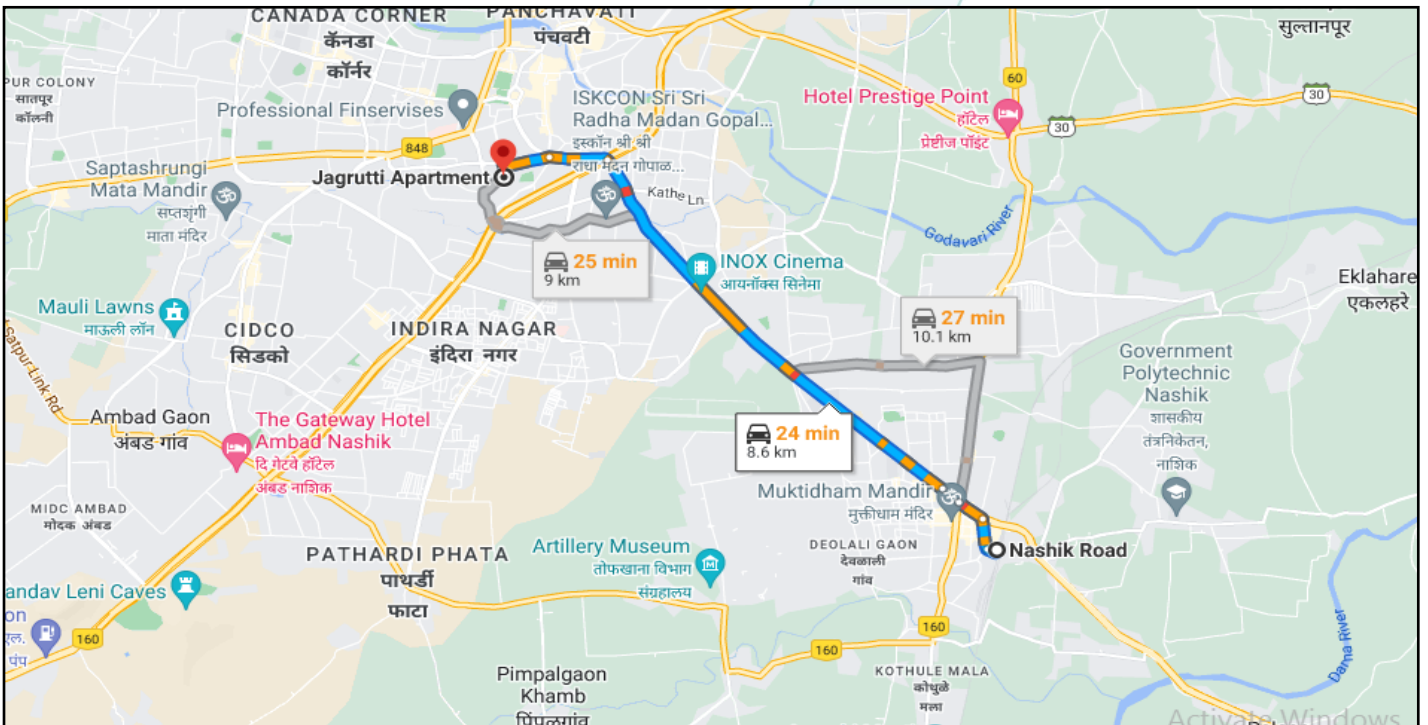 CANADA CORNER
कॅनडा
कॉर्नर
PANCHAVATI
पंचवटी
सुल्तानपूर
PUR COLONY
सातपूर
कॉलनी
Professional Finservises
ISKCON Sri Sri
Radha Madan Gopal...
इस्कॉन श्री श्री
राधा मदन गोपाळ...
Hotel Prestige Point
हॉटेल
प्रेष्टीज पॉइंट
60
30
30
848
Saptashrungi
Mata Mandir
सप्तशृंगी
माता मंदिर
Jagrutti Apartment
Kathe Ln
Godavari River
25 min
9 km
INOX Cinema
आयनॉक्स सिनेमा
Eklahare
एकलहरे
Mauli Lawns
माऊली लॉन
CIDCO
सिडको
INDIRA NAGAR
इंदिरा नगर
27 min
10.1 km
Government
Polytechnic
Nashik
शासकीय
तंत्रनिकेतन,
नाशिक
Satpur Link Rd
Ambad Gaon
अंबड गांव
The Gateway Hotel
Ambad Nashik
दि गेटवे हॉटेल
अंबड नाशिक
24 min
8.6 km
Muktidham Mandir
मुक्तीधाम मंदिर
MIDC AMBAD
मोदक अंबड
PATHARDI PHATA
पाथर्डी
फाटा
Artillery Museum
तोफखाना विभाग
संग्रहालय
DEOLALI GAON
देवळाली
गांव
Nashik Road
andav Leni Caves
on
एल.
पंप
160
160
160
Darna River
Pimpalgaon
Khamb
पिंपळगांव
KOTHULE MALA
कोथुळे
मला
Activate Windows